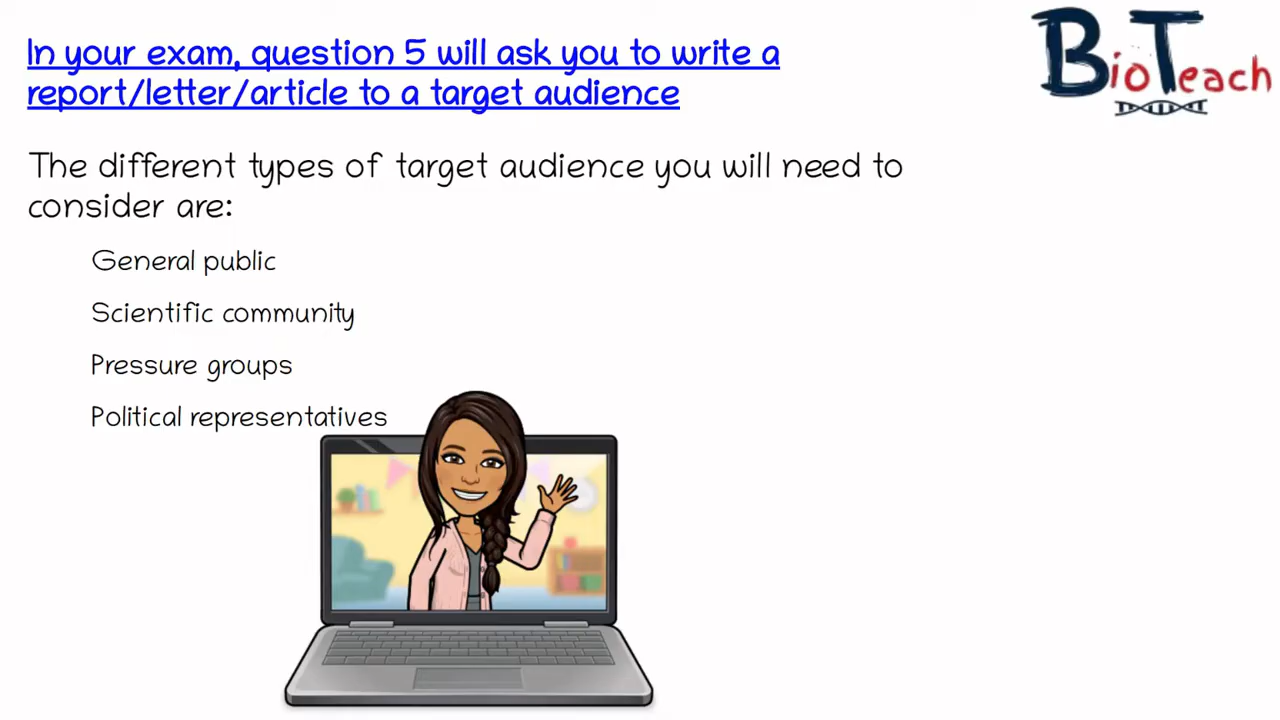 In your exam, question 5 will ask you to write a
report/letter/article to a target audience
BioTeach
The different types of target audience you will need to
consider are:
General public
Scientific community
Pressure groups
Political representatives